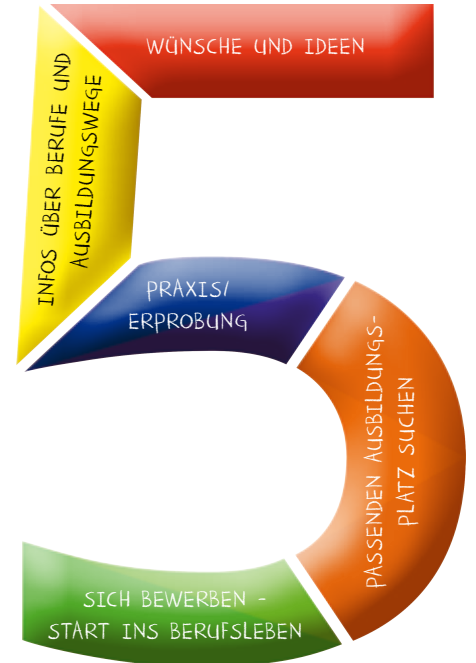 WÜNSCHE UND IDEEN
INFOS ÜBER BERUFE UND
AUSBILDUNGSWEGE
PRAXIS/
ERPROBUNG
PASSENDEN AUSBILDUNGS-
PLATZ SUCHEN
SICH BEWERBEN -
START INS BERUFSLEBEN